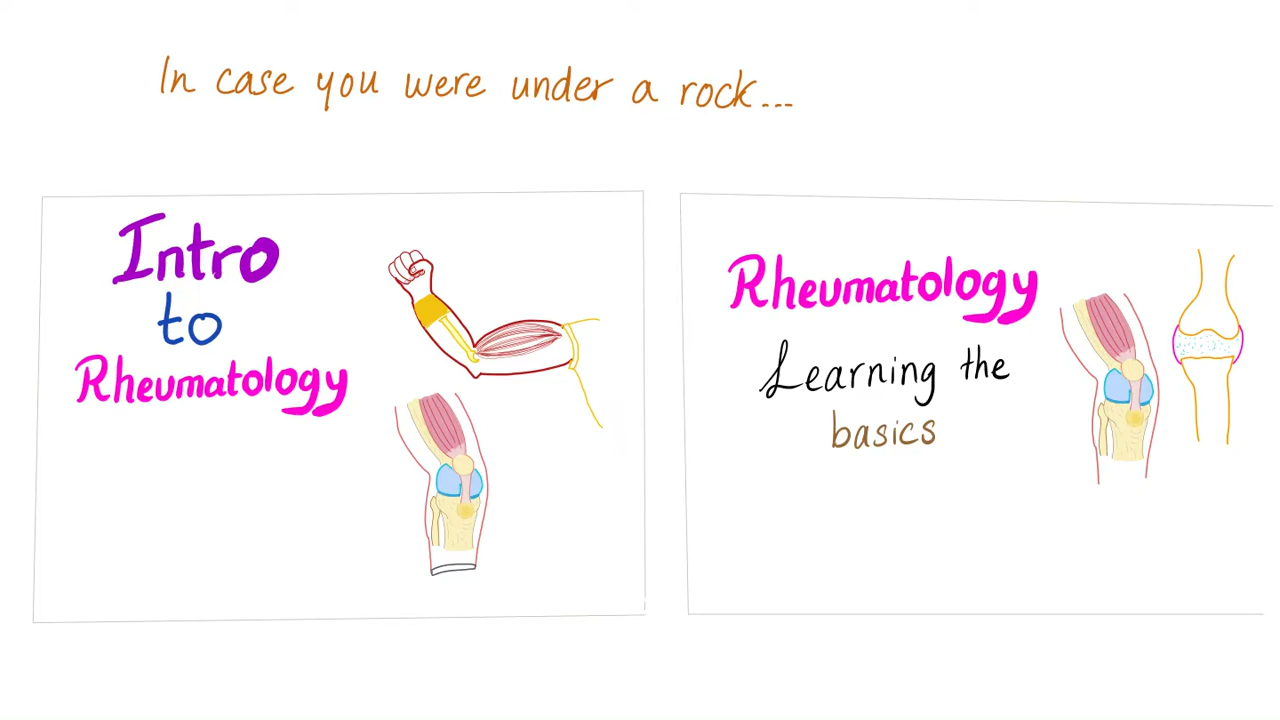 In case you were under a rock...
Intro
to
Rheumatology
Rheumatology
Learning the
basics